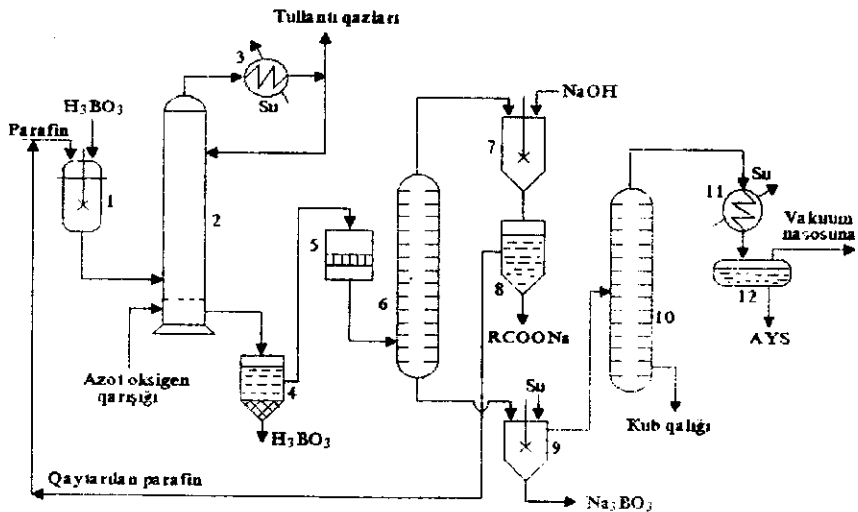 Tullantı qazları
3
Su
H₃BO₃
NaOH
Parafin
7
1
2
11
Su
Vakuum
nasosuna
5
6
8
12
10
RCOONa
AYS
Azot oksigen
qarışığı
4
Su
H₃BO₃
9
Kub qalığı
Qaytarılan parafin
Na₃BO₃